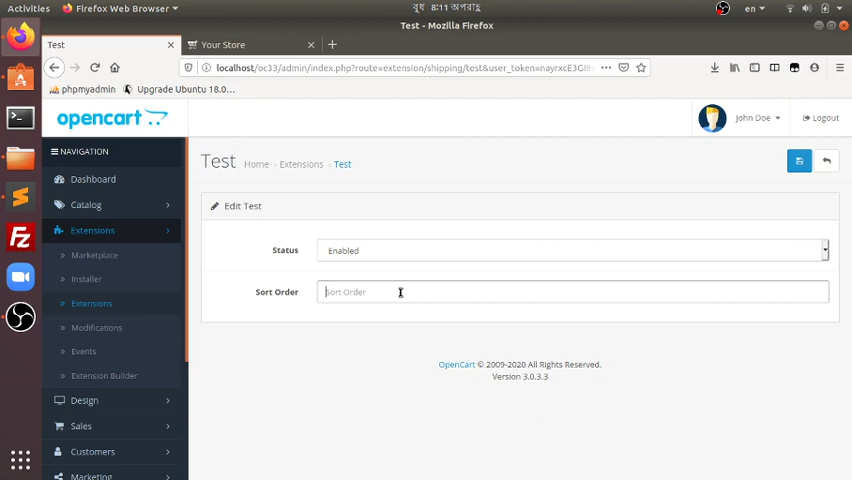 Activities Firefox Web Browser বুধ ৪:11 অপরাহ্ণ en
Test - Mozilla Firefox
Test Your Store
localhost/oc33/admin/index.php?route=extension/shipping/test&user_token=nayrxcE3GI8
phpmyadmin Upgrade Ubuntu 18.0...
opencart John Doe Logout
NAVIGATION
Test Home Extensions Test
Dashboard
Catalog
Extensions
Marketplace
Installer
Extensions
Modifications
Events
Extension Builder
Design
Sales
Customers
Marketing
Edit Test
Status Enabled
Sort Order Sort Order
OpenCart © 2009-2020 All Rights Reserved.
Version 3.0.3.3